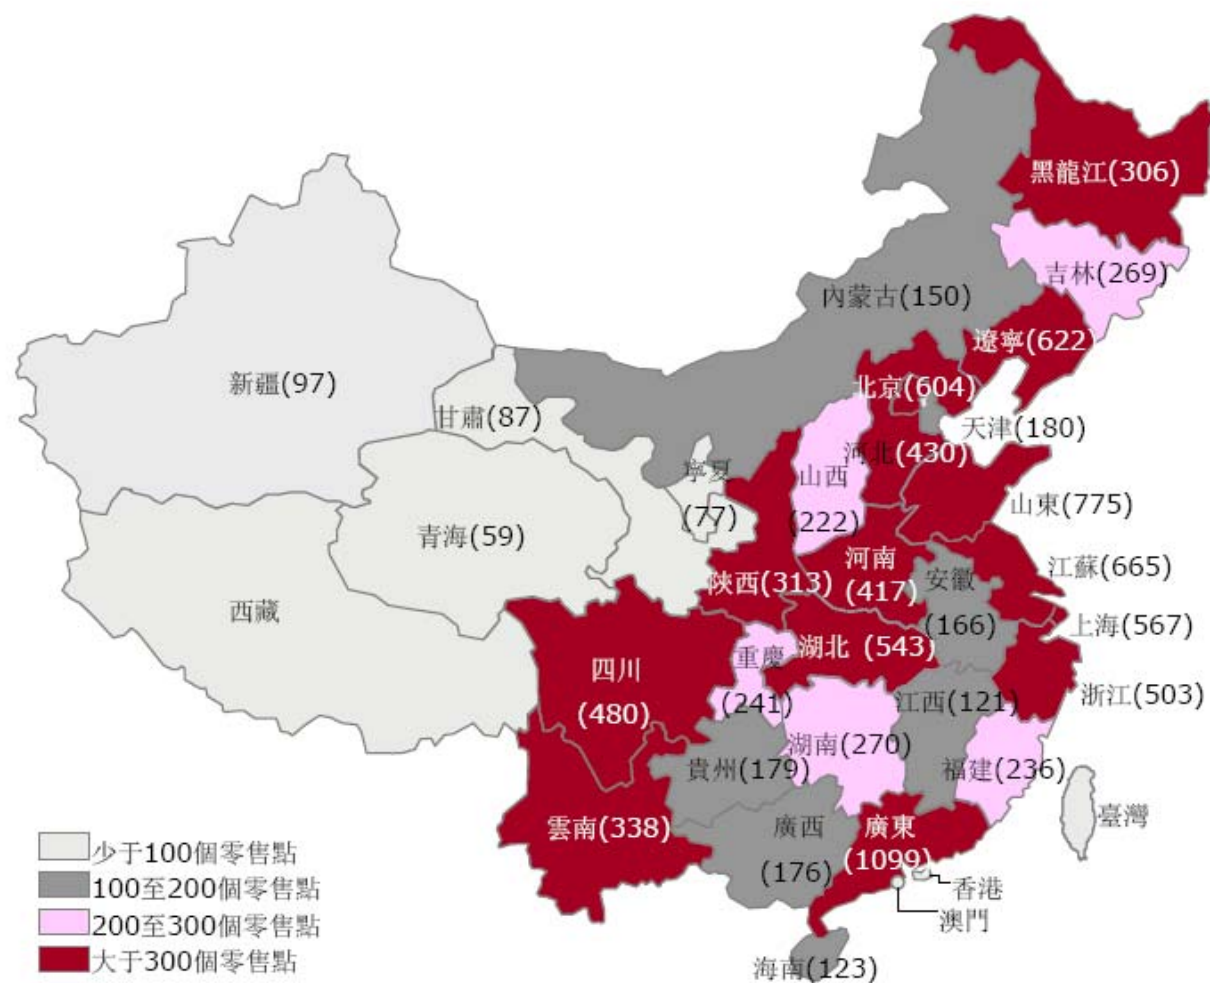 黑龍江(306)
吉林(269)
內蒙古(150)
遼寧(622)
新疆(97)
北京(604)
甘肅(87)
天津(180)
河北(430)
寧夏
(77)
山西
(222)
山東(775)
青海(59)
河南
(417)
江蘇(665)
陝西(313)
安徽
(166)
西藏
上海(567)
湖北 (543)
重慶
(241)
四川
(480)
浙江(503)
江西(121)
湖南(270)
貴州(179)
福建(236)
雲南(338)
廣西
(176)
廣東
(1099)
臺灣
香港
澳門
海南(123)
少于100個零售點
100至200個零售點
200至300個零售點
大于300個零售點